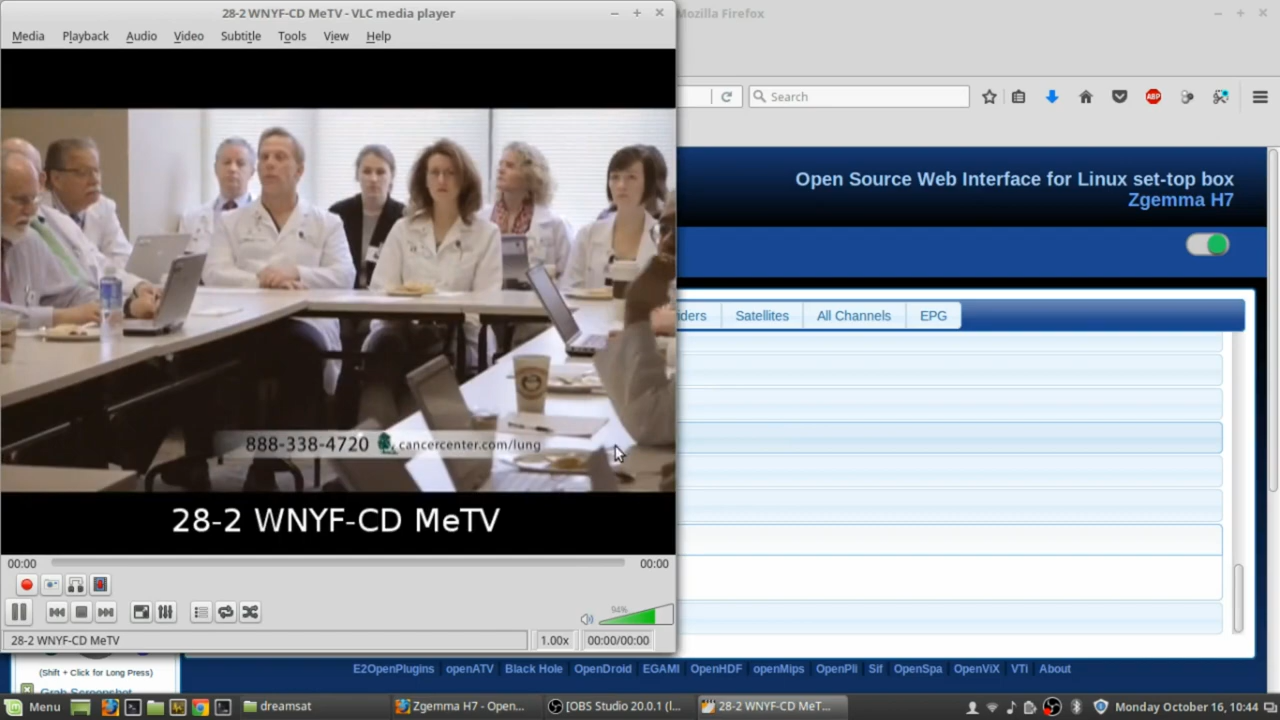 28-2 WNYF-CD MeTV - VLC media player
Mozilla Firefox
Media Playback Audio Video Subtitle Tools View Help
Search
ABP
Open Source Web Interface for Linux set-top box
Zgemma H7
Satellites All Channels EPG
888-338-4720 cancercenter.com/lung
28-2 WNYF-CD MeTV
00:00 00:00
94%
28-2 WNYF-CD MeTV 1.00x 00:00/00:00
(Shift + Click for Long Press)
E2OpenPlugins openATV Black Hole OpenDroid EGAMI OpenHDF openMips OpenPli Sif OpenSpa OpenViX VTi About
Grab Screenshot
Menu dreamsat Zgemma H7 - Open... [OBS Studio 20.0.1 (l... 28-2 WNYF-CD MeT... Monday October 16, 10:44